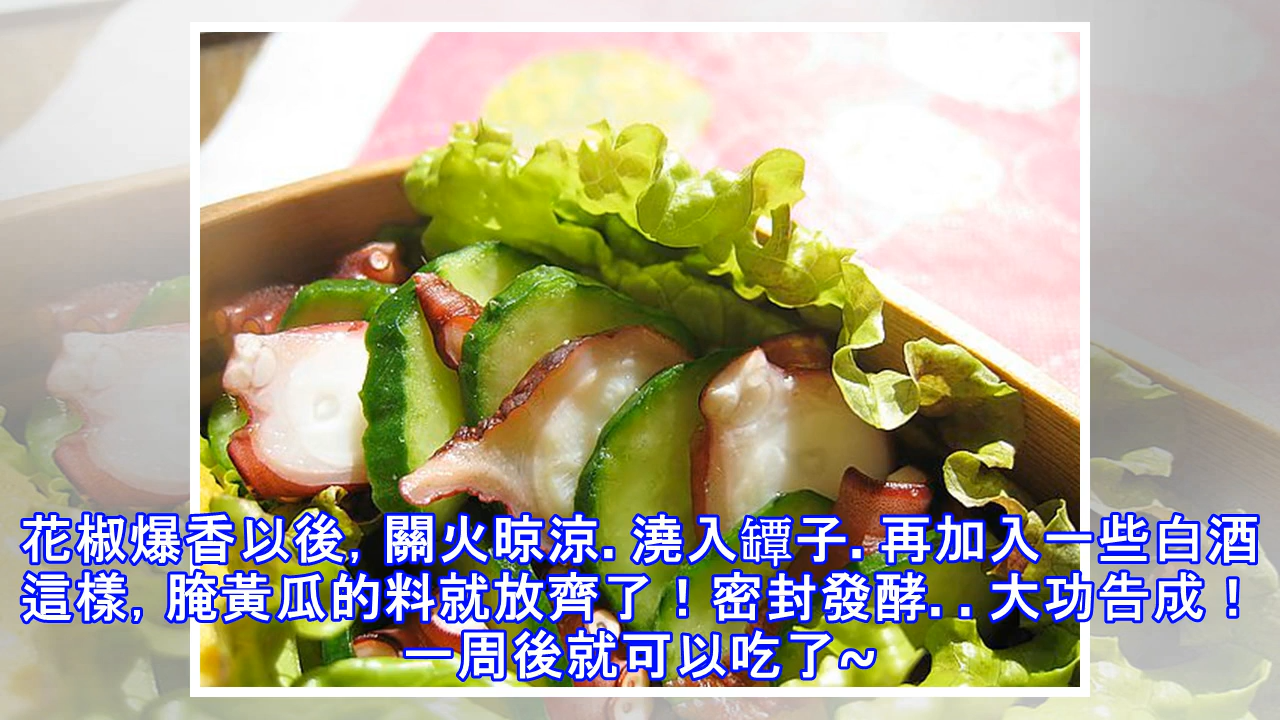 花椒爆香以後,關火晾涼.澆入罈子.再加入一些白酒
這樣,腌黃瓜的料就放齊了！密封發酵..大功告成！
一周後就可以吃了~